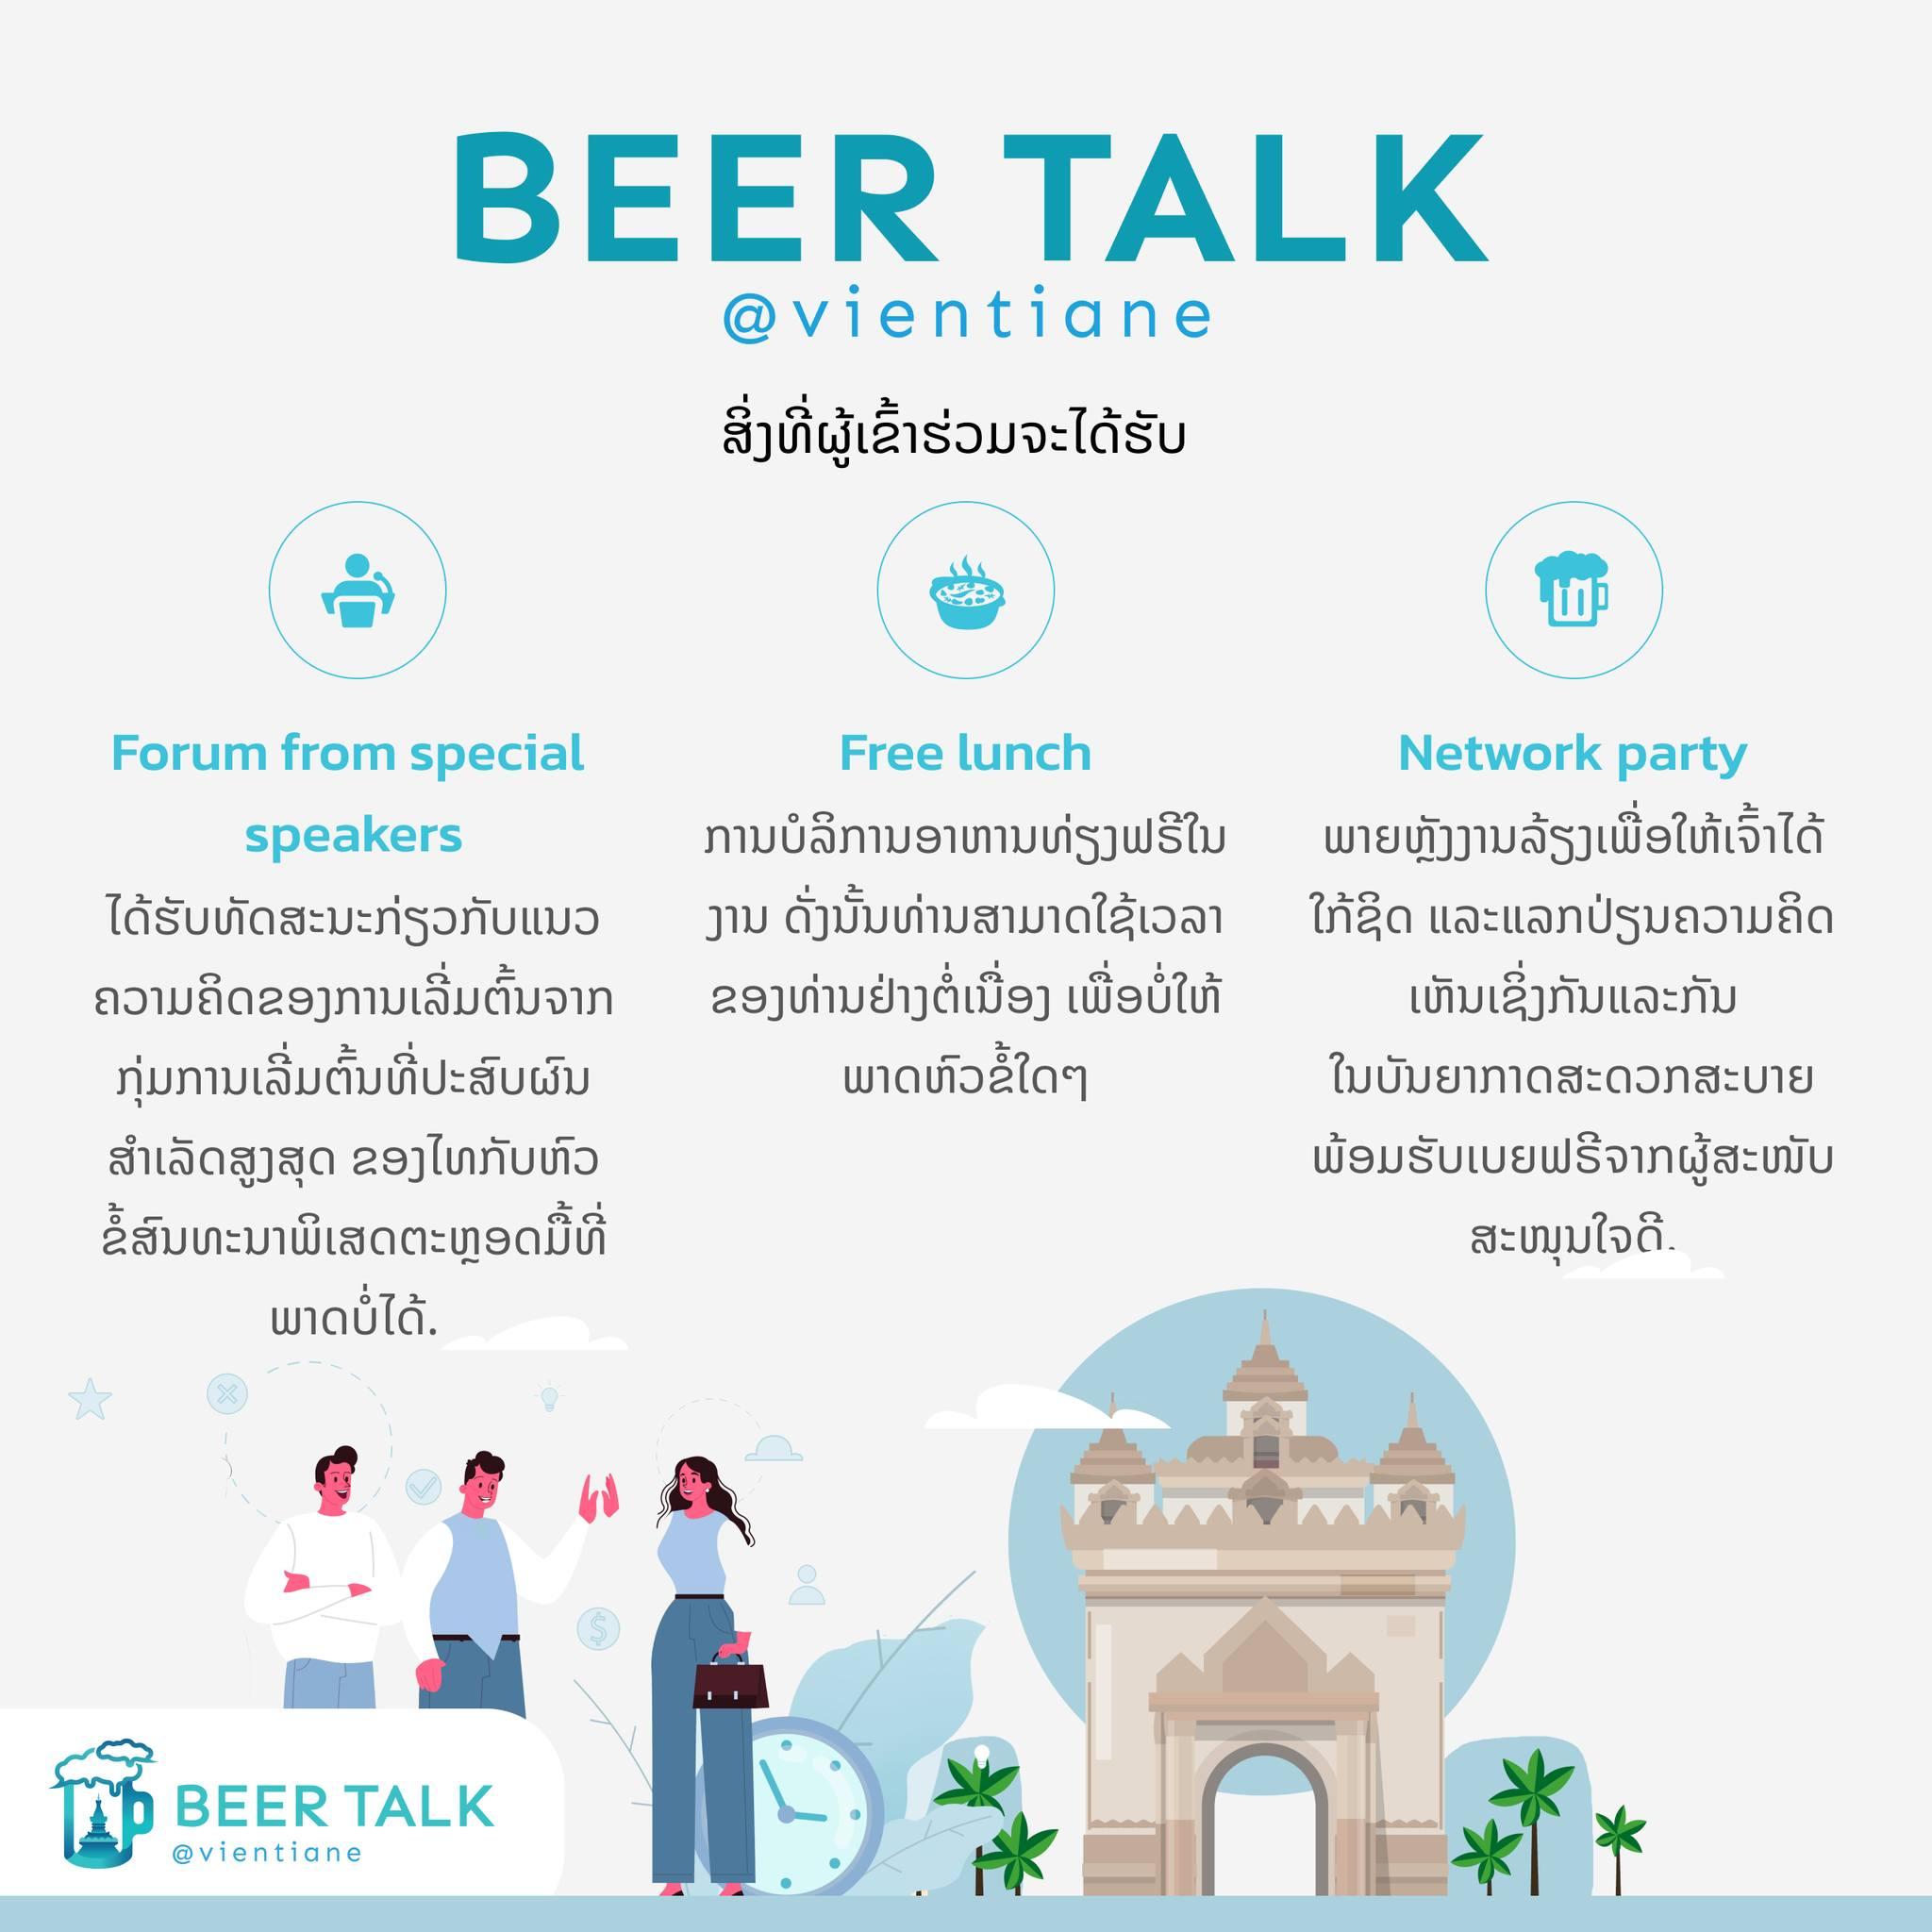 BEER TALK
@vientiane
ສິ່ງທີ່ຜູ້ເຂົ້າຮ່ວມຈະໄດ້ຮັບ
Forum from special
speakers
ໄດ້ຮັບທັດສະນະກ່ຽວກັບແນວ
ຄວາມຄິດຂອງການເລີ່ມຕົ້ນຈາກ
ກຸ່ມການເລີ່ມຕົ້ນທີ່ປະສົບຜົນ
ສຳເລັດສູງສຸດ ຂອງໄທກັບຫົວ
ຂໍ້ສົນທະນາພິເສດຕະຫຼອດມື້ທີ່
ພາດບໍ່ໄດ້.
Free lunch
ການບໍລິການອາຫານທ່ຽງຟຣີໃນ
ງານ ດັ່ງນັ້ນທ່ານສາມາດໃຊ້ເວລາ
ຂອງທ່ານຢ່າງຕໍ່ເນື່ອງ ເພື່ອບໍ່ໃຫ້
ພາດຫົວຂໍ້ໃດໆ
Network party
ພາຍຫຼັງງານລ້ຽງເພື່ອໃຫ້ເຈົ້າໄດ້
ໃກ້ຊິດ ແລະແລກປ່ຽນຄວາມຄິດ
ເຫັນເຊິ່ງກັນແລະກັນ
ໃນບັນຍາກາດສະດວກສະບາຍ
ພ້ອມຮັບເບຍຟຣີຈາກຜູ້ສະໜັບ
ສະໜຸນໃຈດີ.
BEER TALK
@vientiane